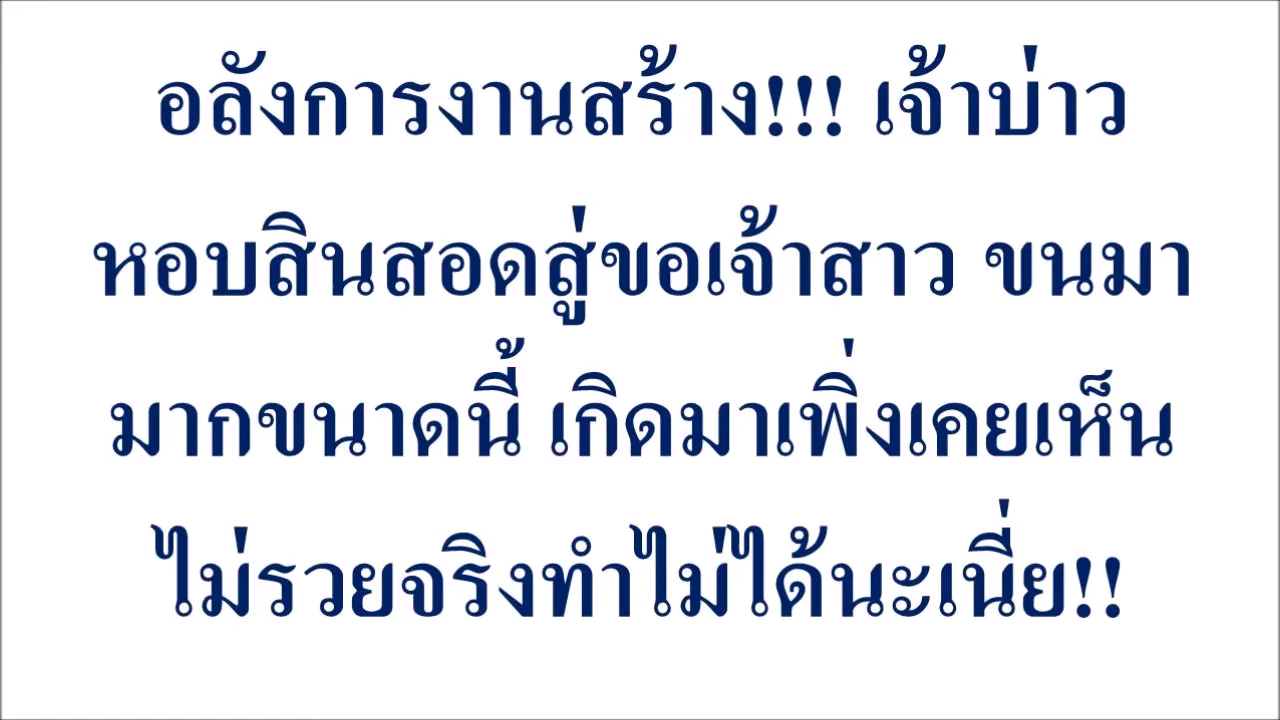 อลังการงานสร้าง!!! เจ้าบ่าว
หอบสินสอดสู่ขอเจ้าสาว ขนมา
มากขนาดนี้ เกิดมาเพิ่งเคยเห็น
ไม่รวยจริงทำไม่ได้นะเนี่ย!!